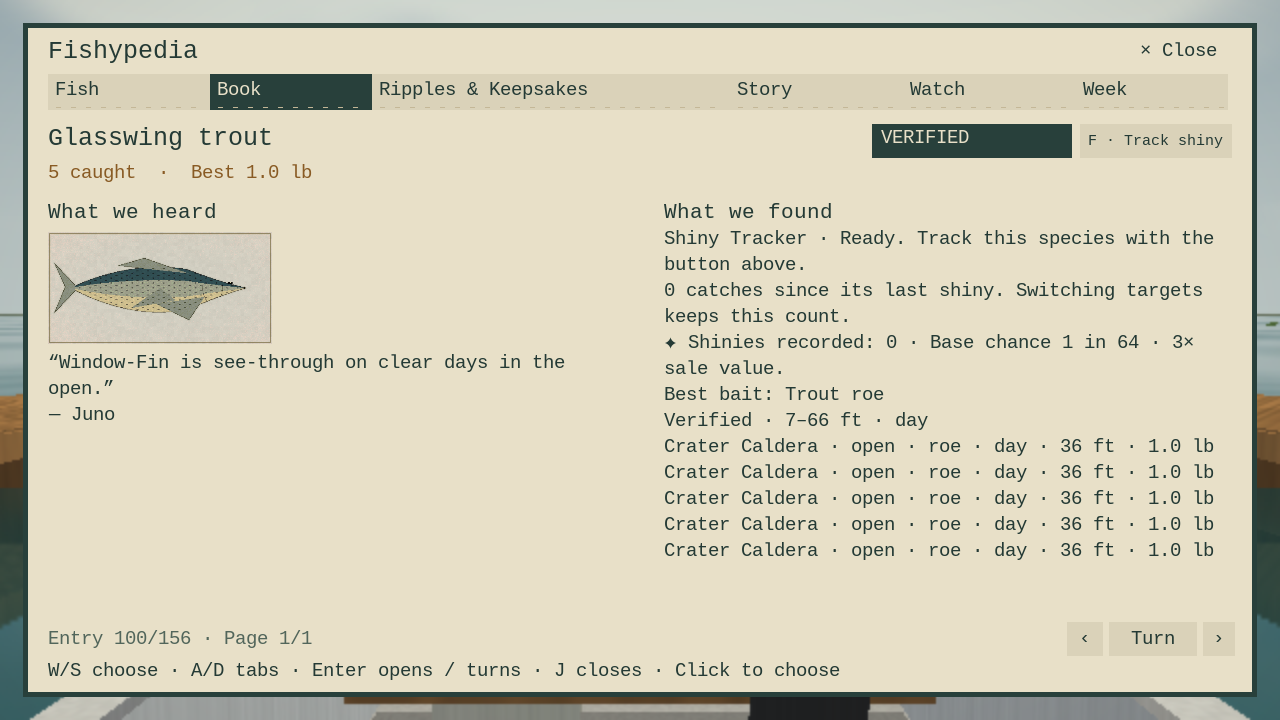 Fishypedia
× Close
Fish
Book
Ripples & Keepsakes
Story
Watch
Week
Glasswing trout
VERIFIED
F · Track shiny
5 caught · Best 1.0 lb
What we heard
“Window-Fin is see-through on clear days in the
open.”
— Juno
What we found
Shiny Tracker · Ready. Track this species with the
button above.
0 catches since its last shiny. Switching targets
keeps this count.
✦ Shinies recorded: 0 · Base chance 1 in 64 · 3×
sale value.
Best bait: Trout roe
Verified · 7–66 ft · day
Crater Caldera · open · roe · day · 36 ft · 1.0 lb
Crater Caldera · open · roe · day · 36 ft · 1.0 lb
Crater Caldera · open · roe · day · 36 ft · 1.0 lb
Crater Caldera · open · roe · day · 36 ft · 1.0 lb
Crater Caldera · open · roe · day · 36 ft · 1.0 lb
Entry 100/156 · Page 1/1
‹
Turn
›
W/S choose · A/D tabs · Enter opens / turns · J closes · Click to choose